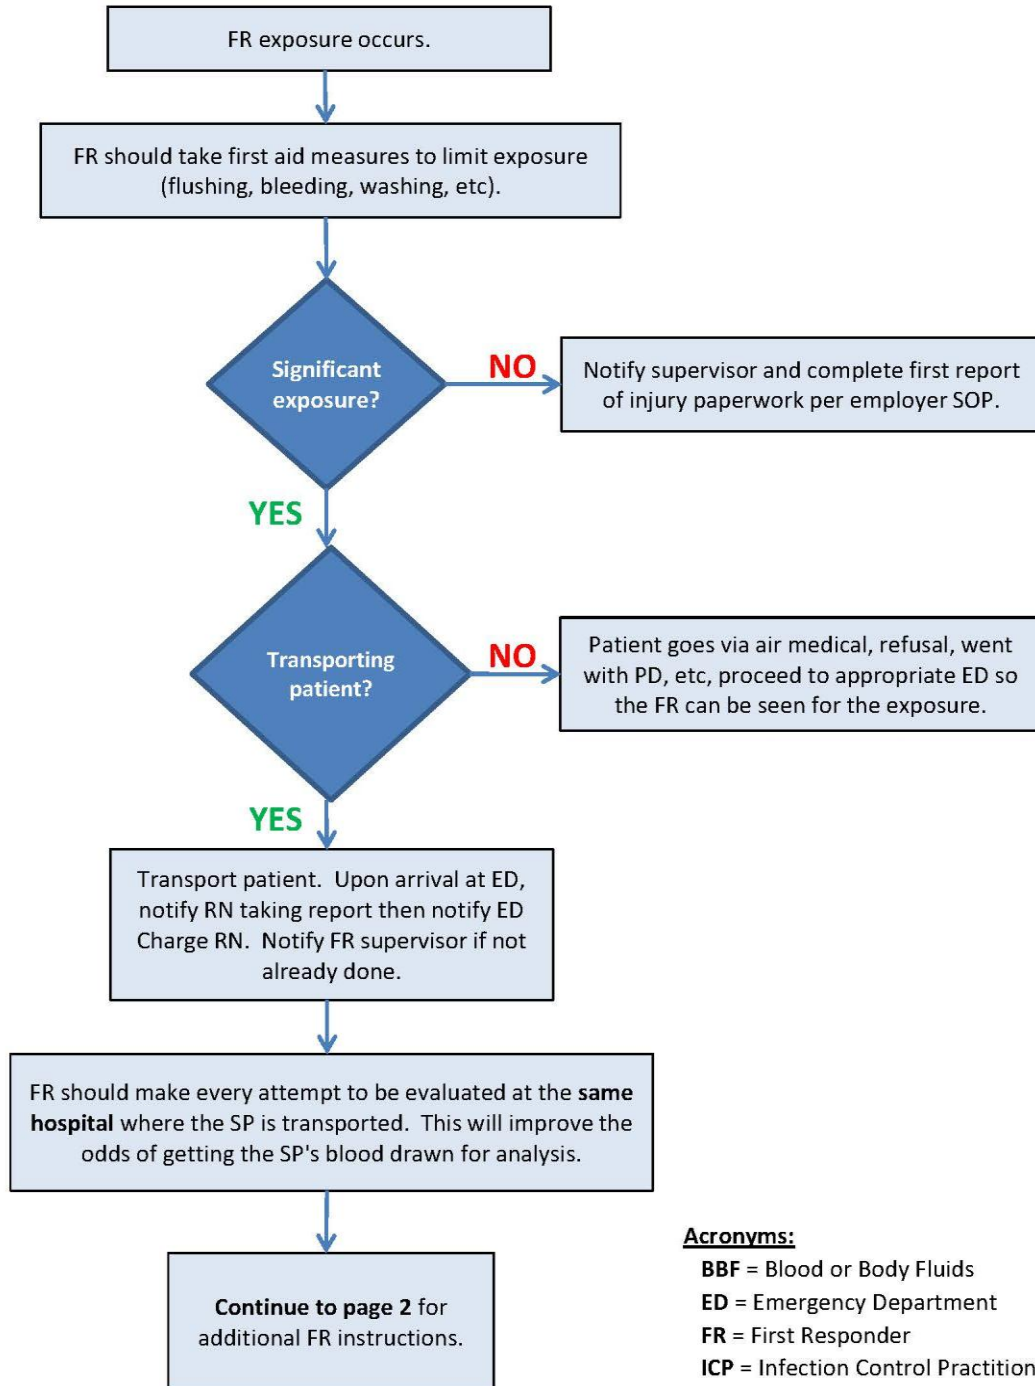 FR exposure occurs.
FR should take first aid measures to limit exposure
(flushing, bleeding, washing, etc).
Significant
exposure?
NO
Notify supervisor and complete first report
of injury paperwork per employer SOP.
YES
Transporting
patient?
NO
Patient goes via air medical, refusal, went
with PD, etc, proceed to appropriate ED so
the FR can be seen for the exposure.
YES
Transport patient.  Upon arrival at ED,
notify RN taking report then notify ED
Charge RN.  Notify FR supervisor if not
already done.
FR should make every attempt to be evaluated at the same
hospital where the SP is transported.  This will improve the
odds of getting the SP's blood drawn for analysis.
Continue to page 2 for
additional FR instructions.
Acronyms:
BBF = Blood or Body Fluids
ED = Emergency Department
FR = First Responder
ICP = Infection Control Practition